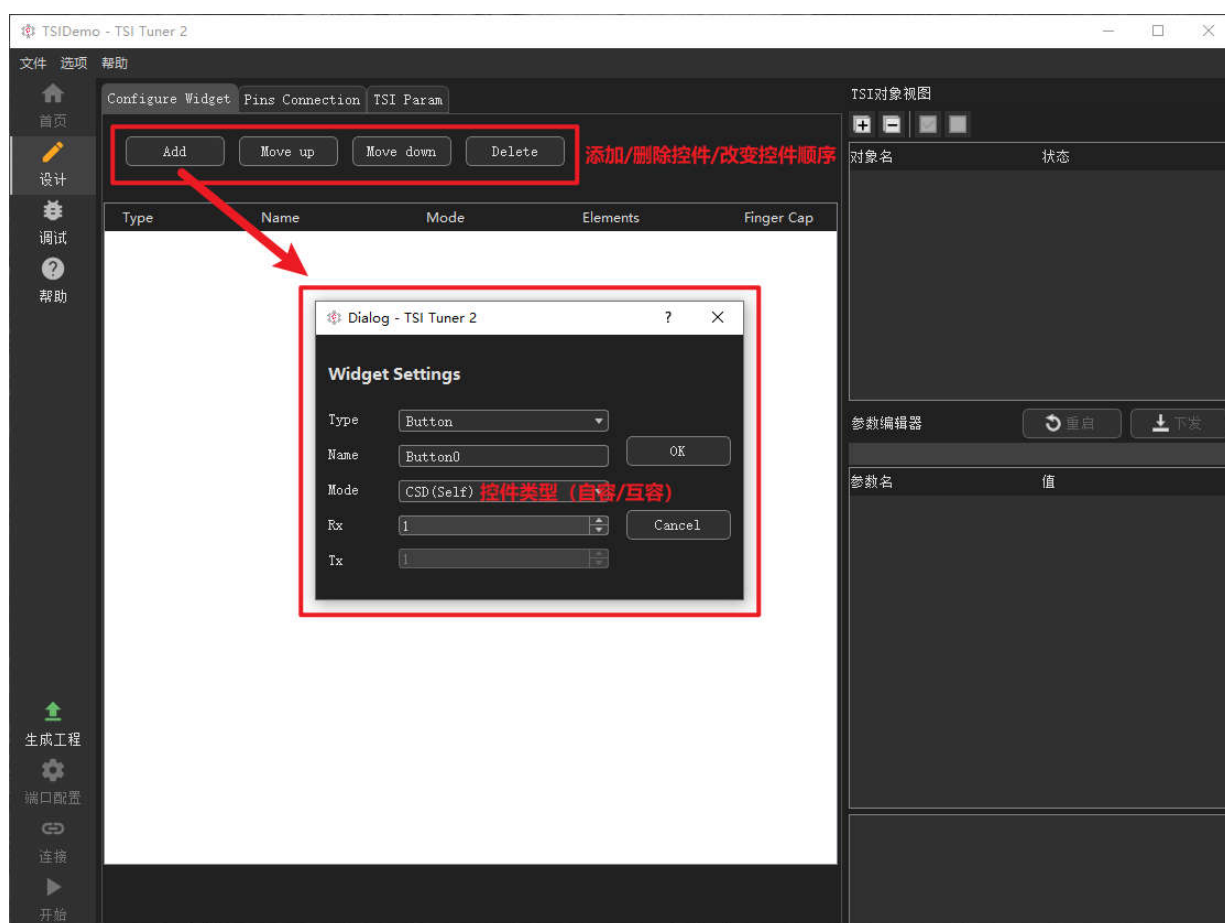 TSIDemo - TSI Tuner 2
文件 选项 帮助
首页
设计
调试
帮助
生成工程
端口配置
连接
开始
Configure Widget Pins Connection TSI Param
Add Move up Move down Delete
添加/删除控件/改变控件顺序
Type Name Mode Elements Finger Cap
Dialog - TSI Tuner 2 ?
Widget Settings
Type Button
Name Button0
Mode CSD(Self) 控件类型（自容/互容）
Rx 1
Tx 1
OK
Cancel
TSI对象视图
对象名 状态
参数编辑器 重启 下发
参数名 值